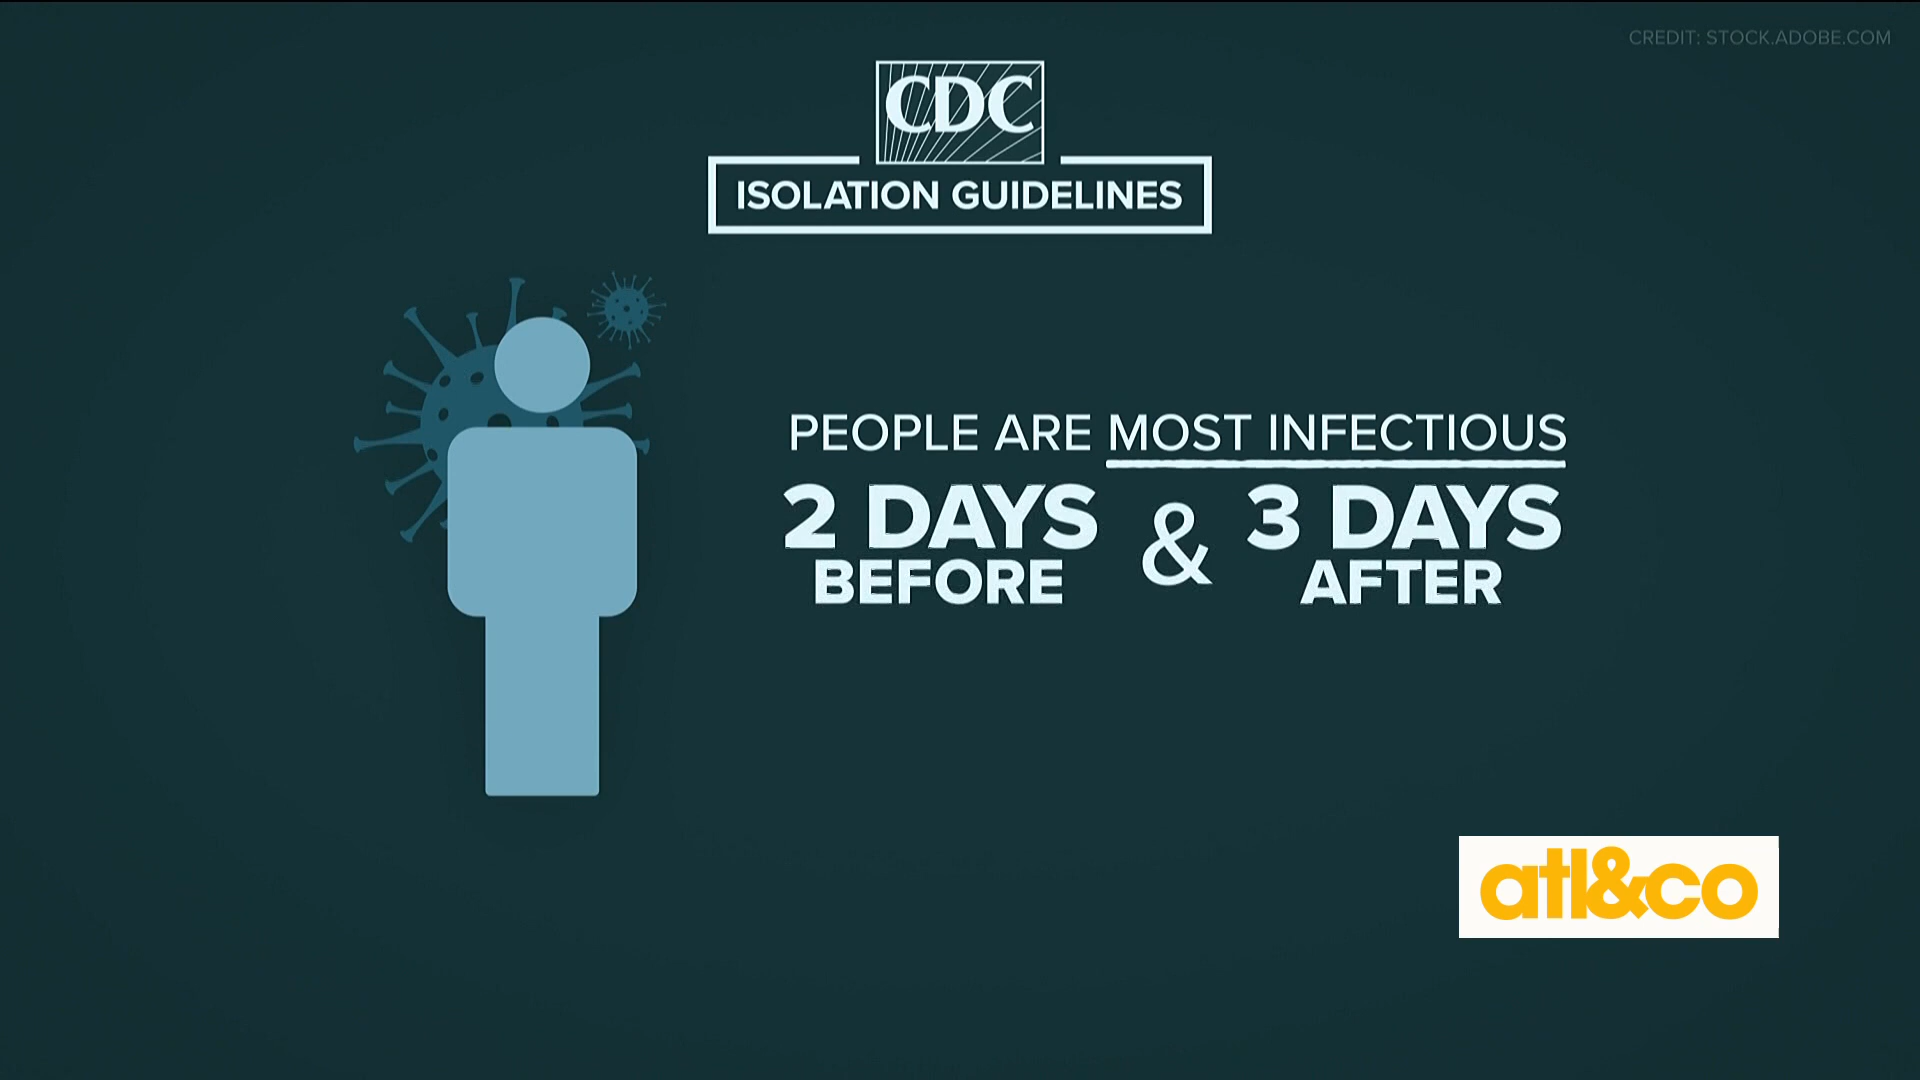 CREDIT: STOCK.ADOBE.COM
CDC
ISOLATION GUIDELINES
PEOPLE ARE MOST INFECTIOUS
2 DAYS & 3 DAYS
BEFORE AFTER
atl&co